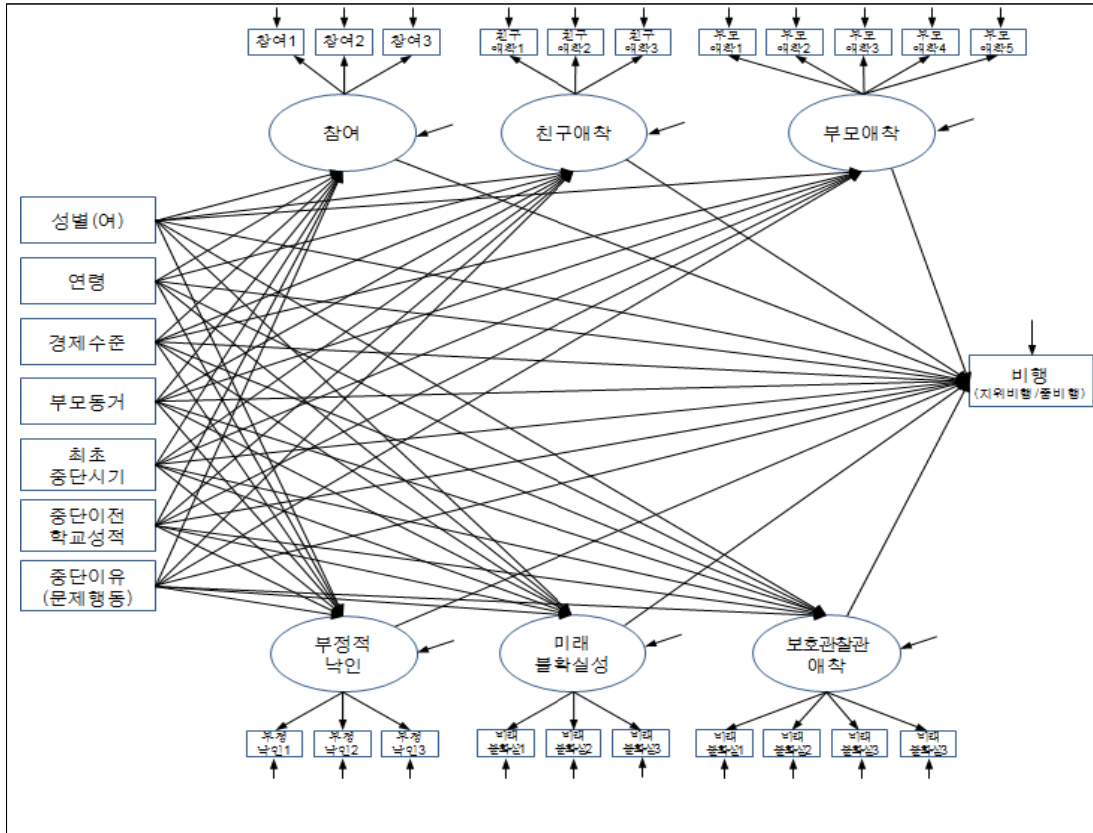 참여1
참여2
참여3
친구
애착1
친구
애착2
친구
애착3
부모
애착1
부모
애착2
부모
애착3
부모
애착4
부모
애착5
참여
친구애착
부모애착
성별(여)
연령
경제수준
부모동거
최초
중단시기
중단이전
학교성적
중단이유
(문제행동)
비행
(지위비행/중비행)
부정적
낙인
미래
불확실성
보호관찰관
애착
부정
낙인1
부정
낙인2
부정
낙인3
미래
불확실1
미래
불확실2
미래
불확실3
미래
불확실1
미래
불확실2
미래
불확실3
미래
불확실3